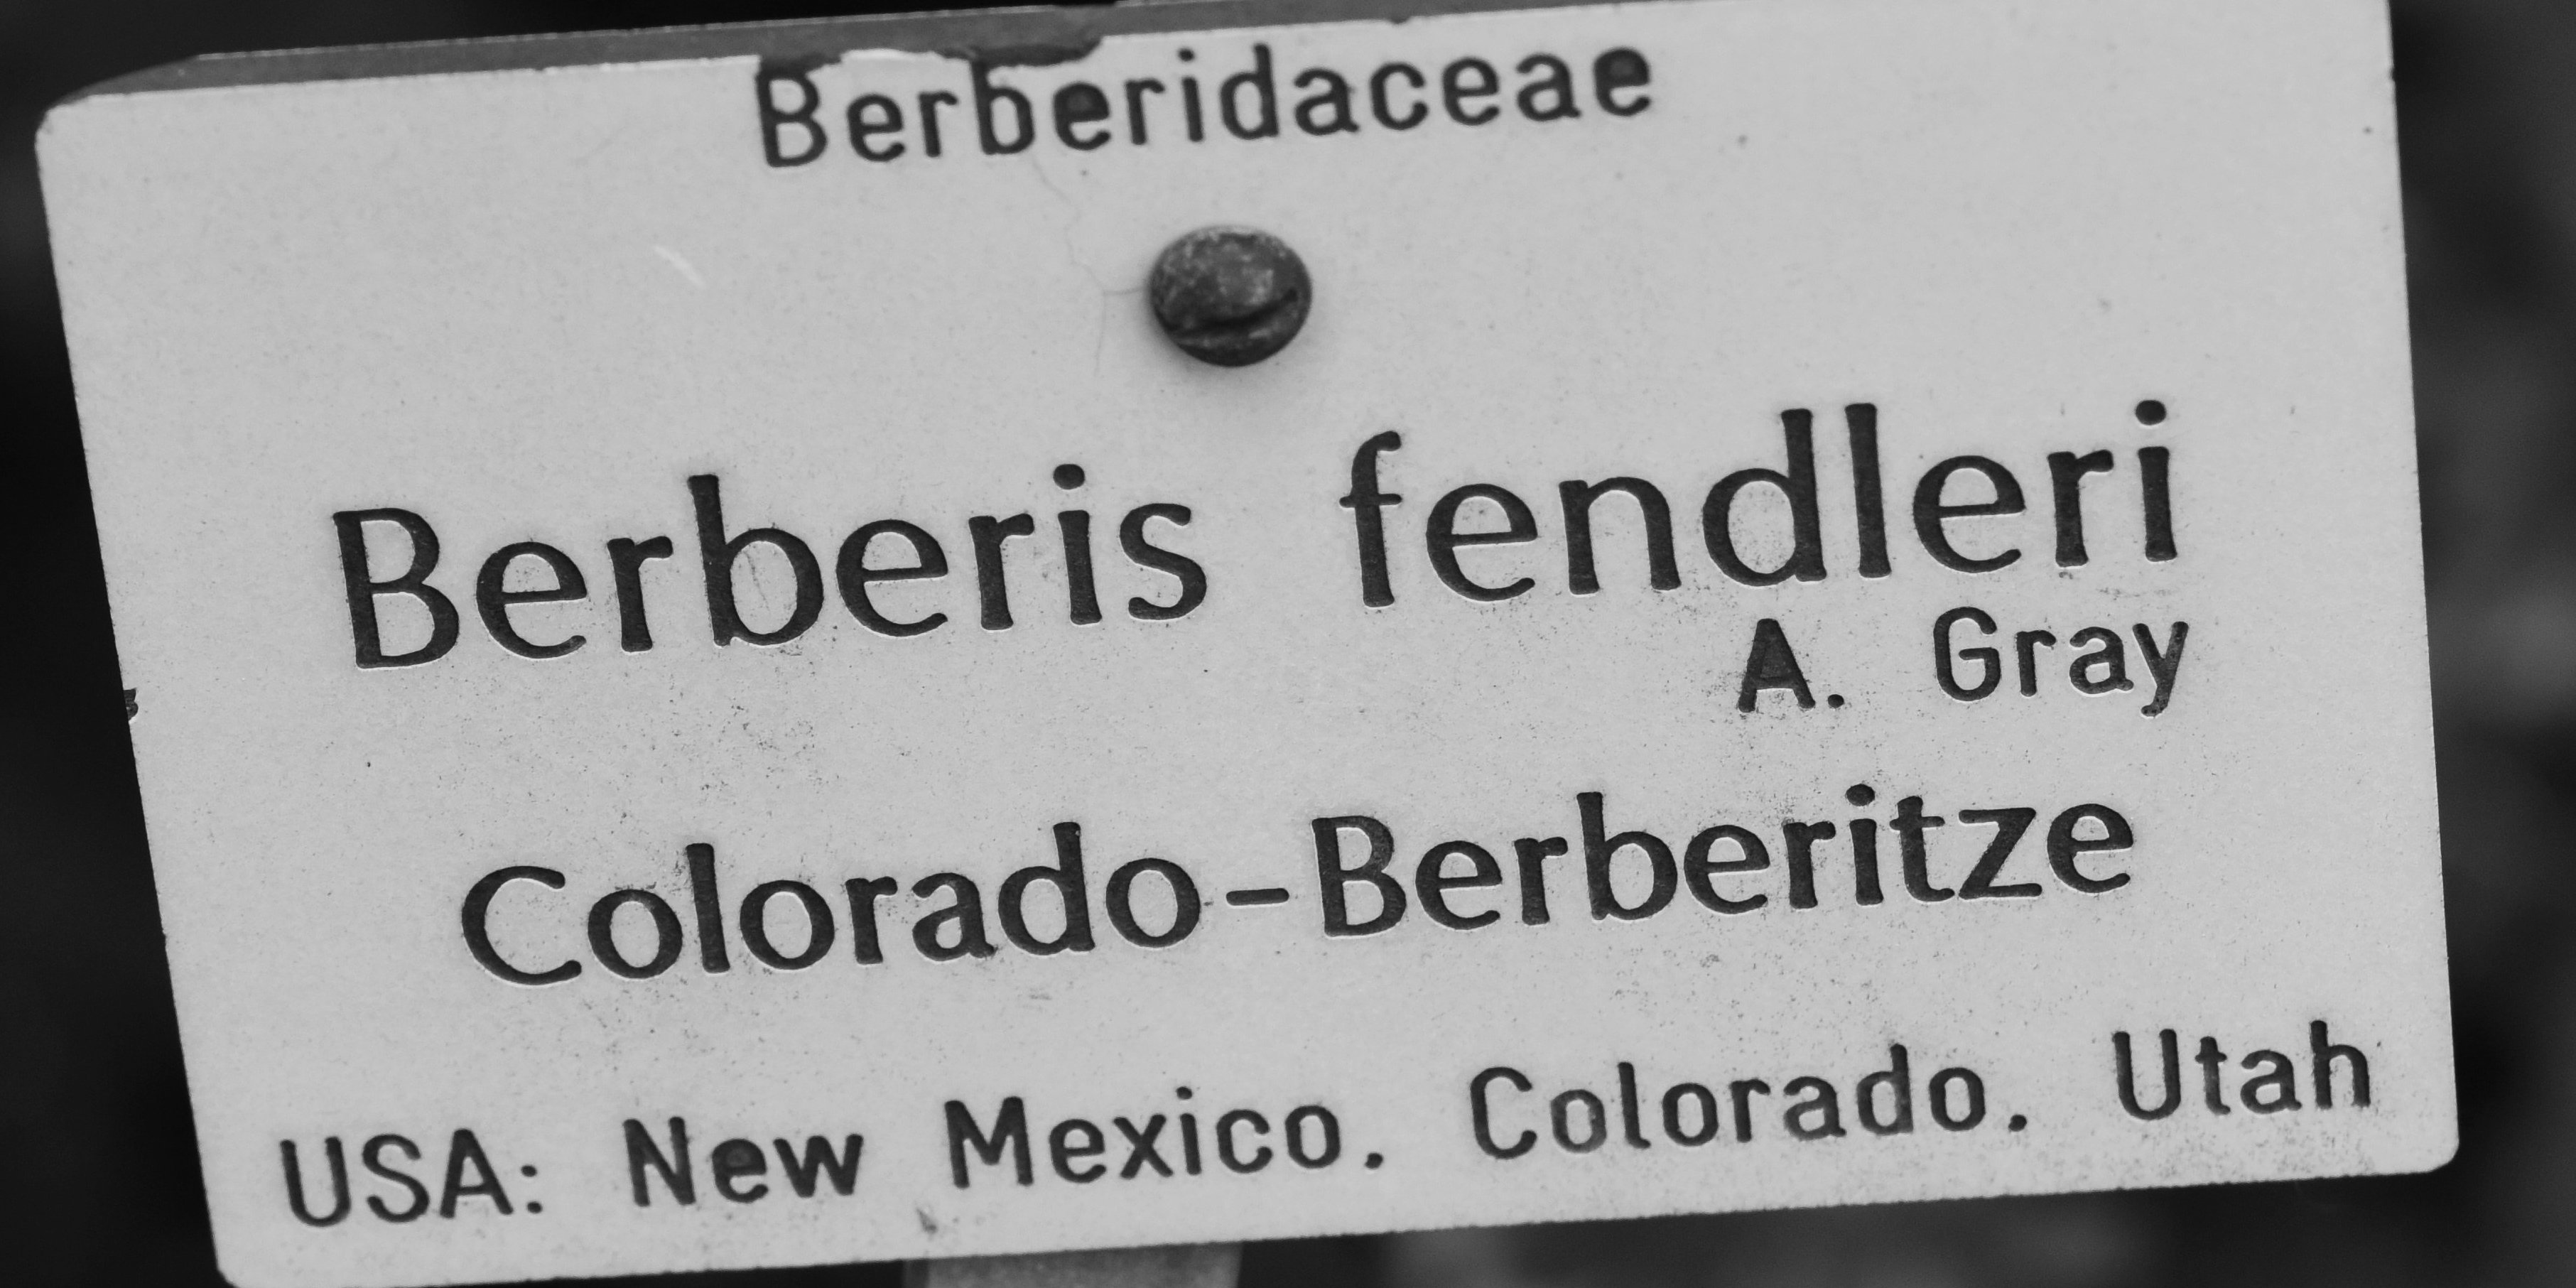 Berberidaceae
Berberis fendleri
A. Gray
Colorado-Berberitze
USA: New Mexico. Colorado. Utah